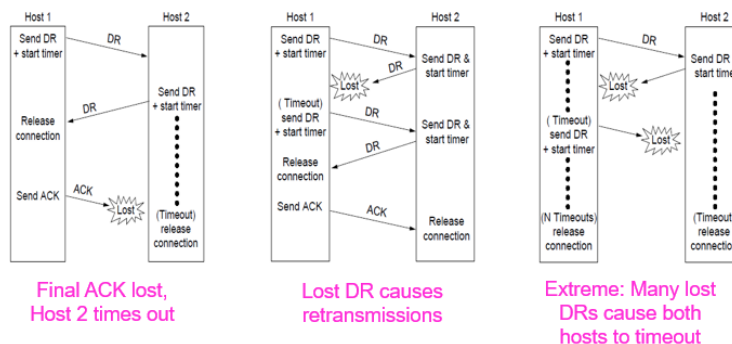 Host 1
Host 2
Send DR
+ start timer
DR
Send DR
+ start timer
DR
Release
connection
Send ACK
ACK
Lost
(Timeout)
release
connection
Final ACK lost,
Host 2 times out
Host 1
Host 2
Send DR
+ start timer
DR
Send DR &
start timer
DR
Lost
( Timeout)
send DR
+ start timer
DR
Send DR &
start timer
DR
Release
connection
Send ACK
ACK
Release
connection
Lost DR causes
retransmissions
Host 1
Host 2
Send DR
+ start timer
DR
Send DR
start time
Lost
( Timeout)
send DR
+ start timer
Lost
(N Timeouts)
release
connection
(Timeout
release
connection
Extreme: Many lost
DRs cause both
hosts to timeout